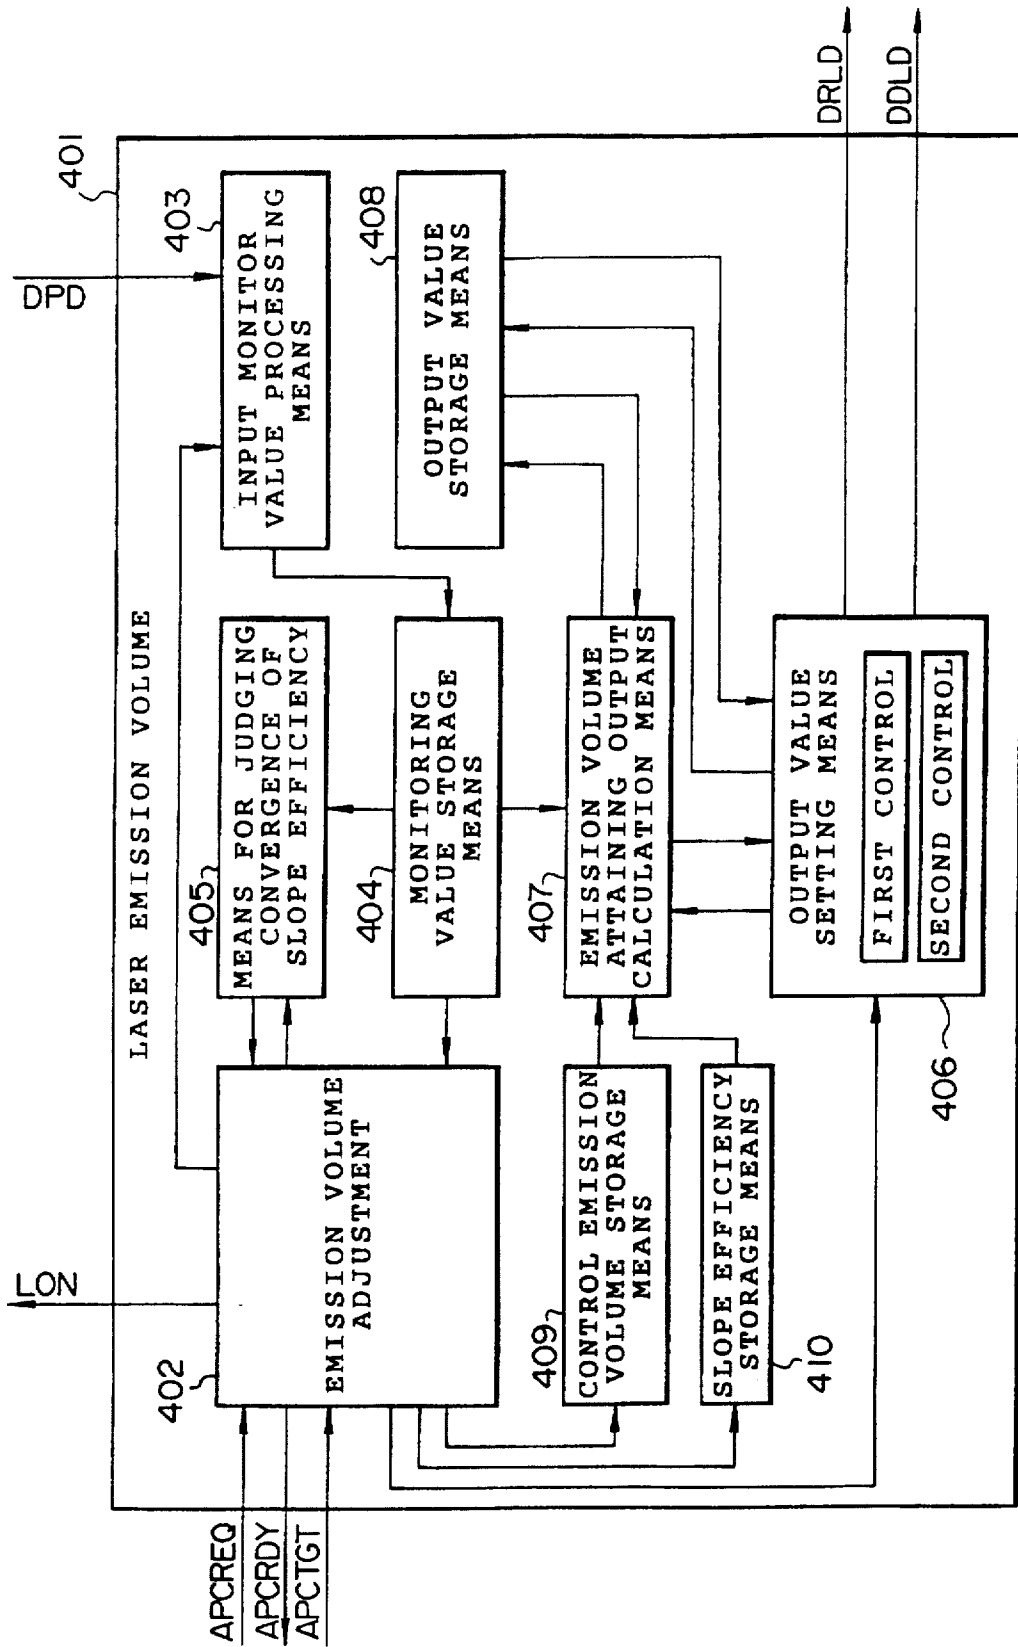 LASER EMISSION VOLUME
401
LON
DPD
APCREQ
APCRDY
APCTGT
402
EMISSION VOLUME
ADJUSTMENT
405
MEANS FOR JUDGING
CONVERGENCE OF
SLOPE EFFICIENCY
403
INPUT MONITOR
VALUE PROCESSING
MEANS
404
MONITORING
VALUE STORAGE
MEANS
408
OUTPUT VALUE
STORAGE MEANS
409
CONTROL EMISSION
VOLUME STORAGE
MEANS
407
EMISSION VOLUME
ATTAINING OUTPUT
CALCULATION MEANS
SLOPE EFFICIENCY
STORAGE MEANS
410
OUTPUT VALUE
SETTING MEANS
FIRST CONTROL
SECOND CONTROL
406
DRLD
DDLD